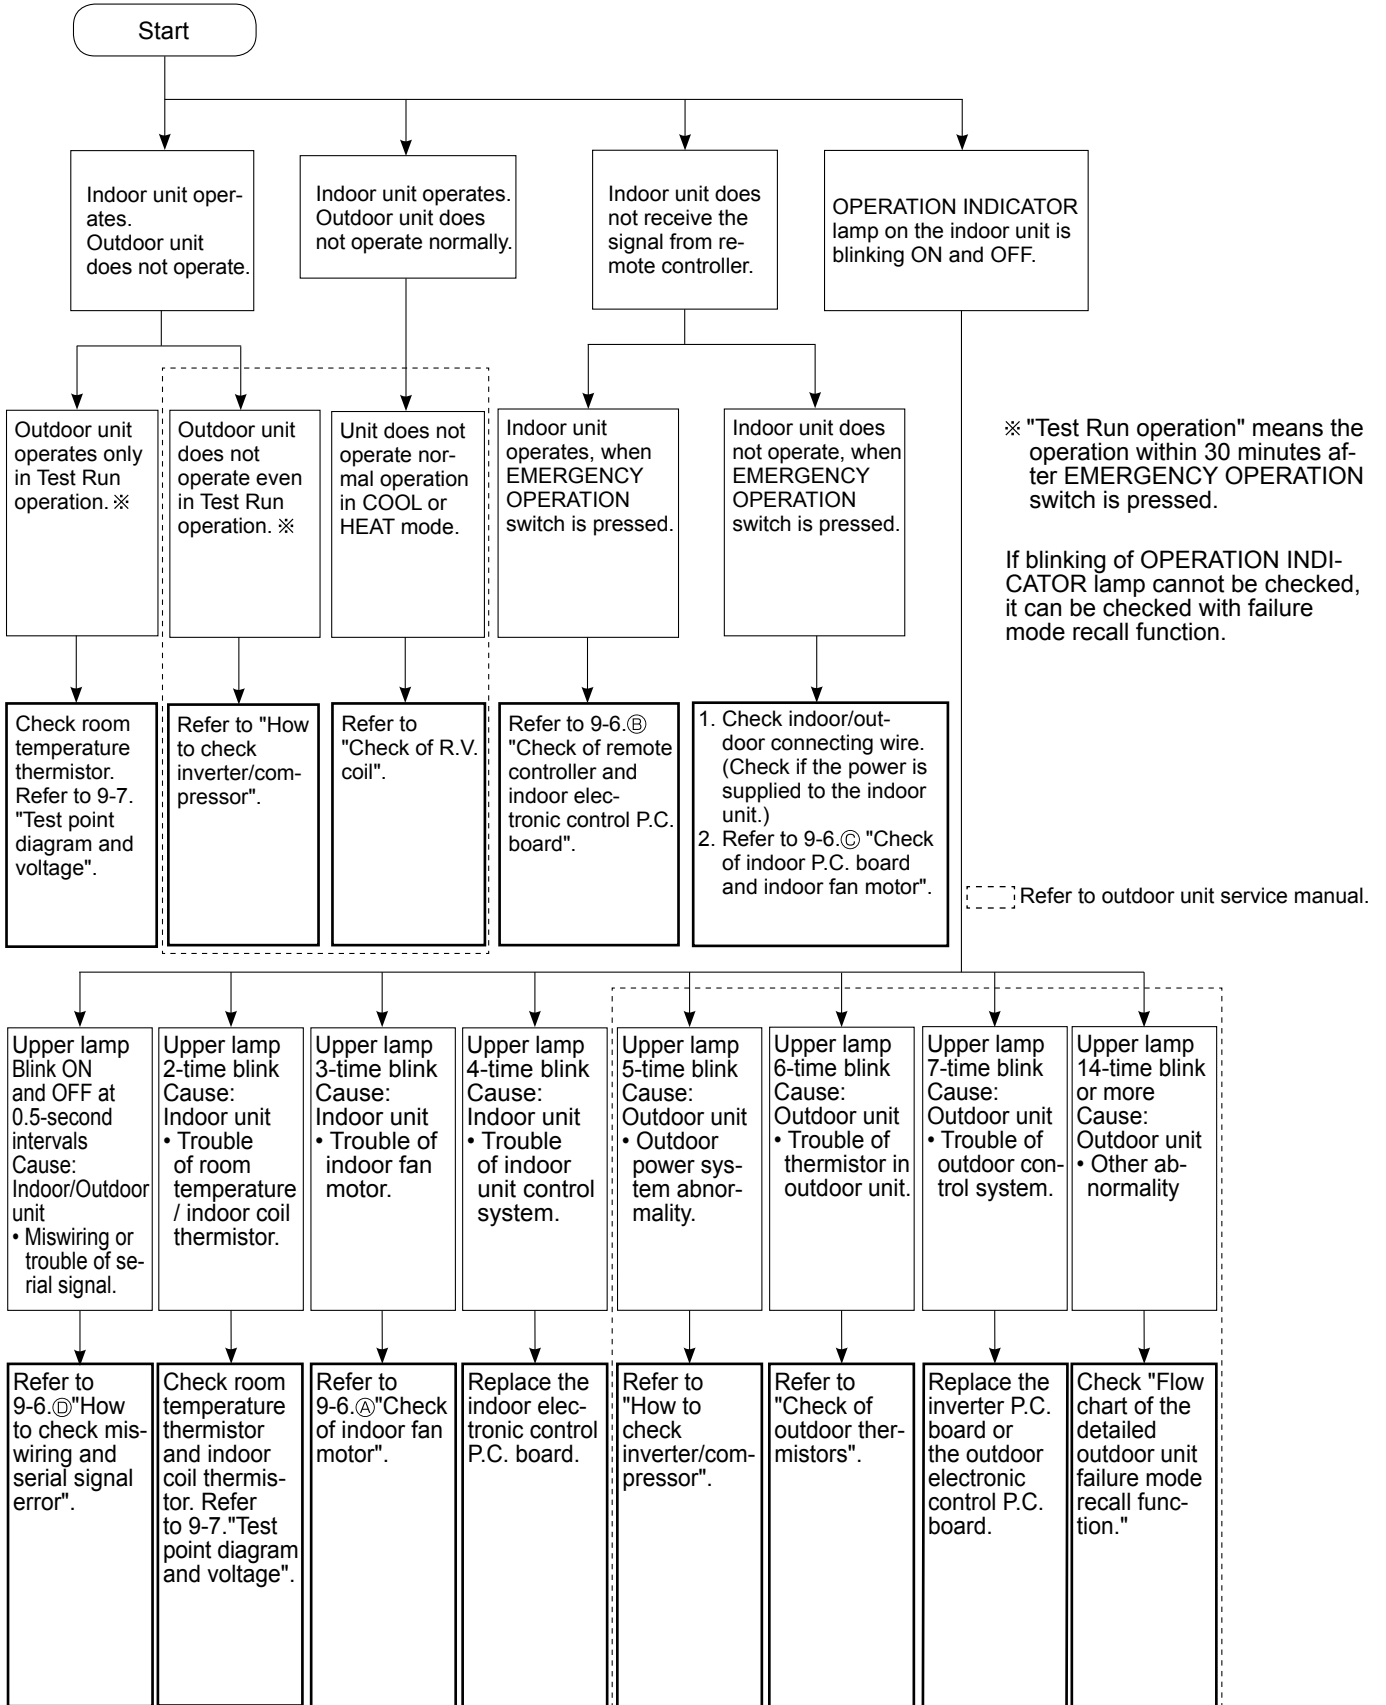 Start
Indoor unit oper-
ates.
Outdoor unit
does not operate.
Indoor unit operates.
Outdoor unit does
not operate normally.
Indoor unit does
not receive the
signal from re-
mote controller.
OPERATION INDICATOR
lamp on the indoor unit is
blinking ON and OFF.
Outdoor unit
operates only
in Test Run
operation. ※
Outdoor unit
does not
operate even
in Test Run
operation. ※
Unit does not
operate nor-
mal operation
in COOL or
HEAT mode.
Indoor unit
operates, when
EMERGENCY
OPERATION
switch is pressed.
Indoor unit does
not operate, when
EMERGENCY
OPERATION
switch is pressed.
※ "Test Run operation" means the
operation within 30 minutes af-
ter EMERGENCY OPERATION
switch is pressed.
If blinking of OPERATION INDI-
CATOR lamp cannot be checked,
it can be checked with failure
mode recall function.
Check room
temperature
thermistor.
Refer to 9-7.
"Test point
diagram and
voltage".
Refer to "How
to check
inverter/com-
pressor".
Refer to
"Check of R.V.
coil".
Refer to 9-6.Ⓑ
"Check of remote
controller and
indoor elec-
tronic control P.C.
board".
1. Check indoor/out-
door connecting wire.
(Check if the power is
supplied to the indoor
unit.)
2. Refer to 9-6.Ⓒ "Check
of indoor P.C. board
and indoor fan motor".
Refer to outdoor unit service manual.
Upper lamp
Blink ON
and OFF at
0.5-second
intervals
Cause:
Indoor/Outdoor
unit
• Miswiring or
trouble of se-
rial signal.
Upper lamp
2-time blink
Cause:
Indoor unit
• Trouble
of room
temperature
/ indoor coil
thermistor.
Upper lamp
3-time blink
Cause:
Indoor unit
• Trouble of
indoor fan
motor.
Upper lamp
4-time blink
Cause:
Indoor unit
• Trouble
of indoor
unit control
system.
Upper lamp
5-time blink
Cause:
Outdoor unit
• Outdoor
power sys-
tem abnor-
mality.
Upper lamp
6-time blink
Cause:
Outdoor unit
• Trouble of
thermistor in
outdoor unit.
Upper lamp
7-time blink
Cause:
Outdoor unit
• Trouble of
outdoor con-
trol system.
Upper lamp
14-time blink
or more
Cause:
Outdoor unit
• Other ab-
normality
Refer to
9-6.Ⓓ"How
to check mis-
wiring and
serial signal
error".
Check room
temperature
thermistor
and indoor
coil thermis-
tor. Refer
to 9-7."Test
point diagram
and voltage".
Refer to
9-6.Ⓐ"Check
of indoor fan
motor".
Replace the
indoor elec-
tronic control
P.C. board.
Refer to
"How to
check
inverter/com-
pressor".
Refer to
"Check of
outdoor ther-
mistors".
Replace the
inverter P.C.
board or
the outdoor
electronic
control P.C.
board.
Check "Flow
chart of the
detailed
outdoor unit
failure mode
recall func-
tion."